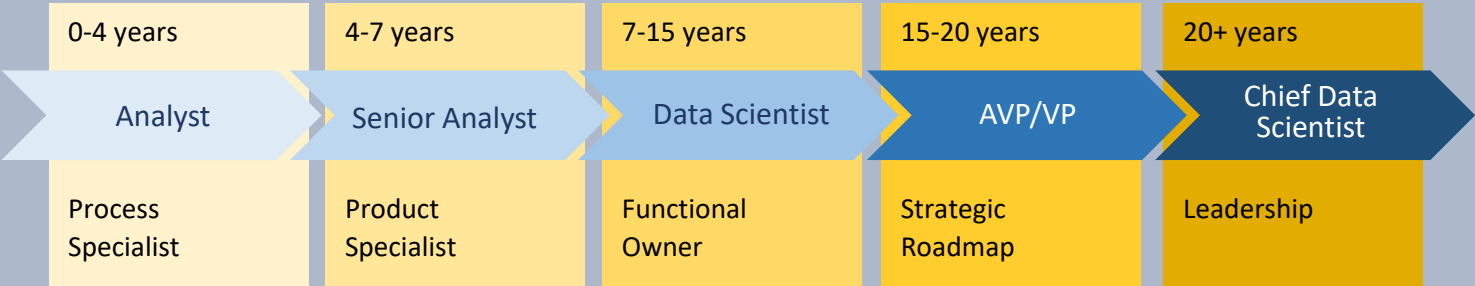 0-4 years
4-7 years
7-15 years
15-20 years
20+ years
Analyst
Senior Analyst
Data Scientist
AVP/VP
Chief Data
Scientist
Process
Specialist
Product
Specialist
Functional
Owner
Strategic
Roadmap
Leadership